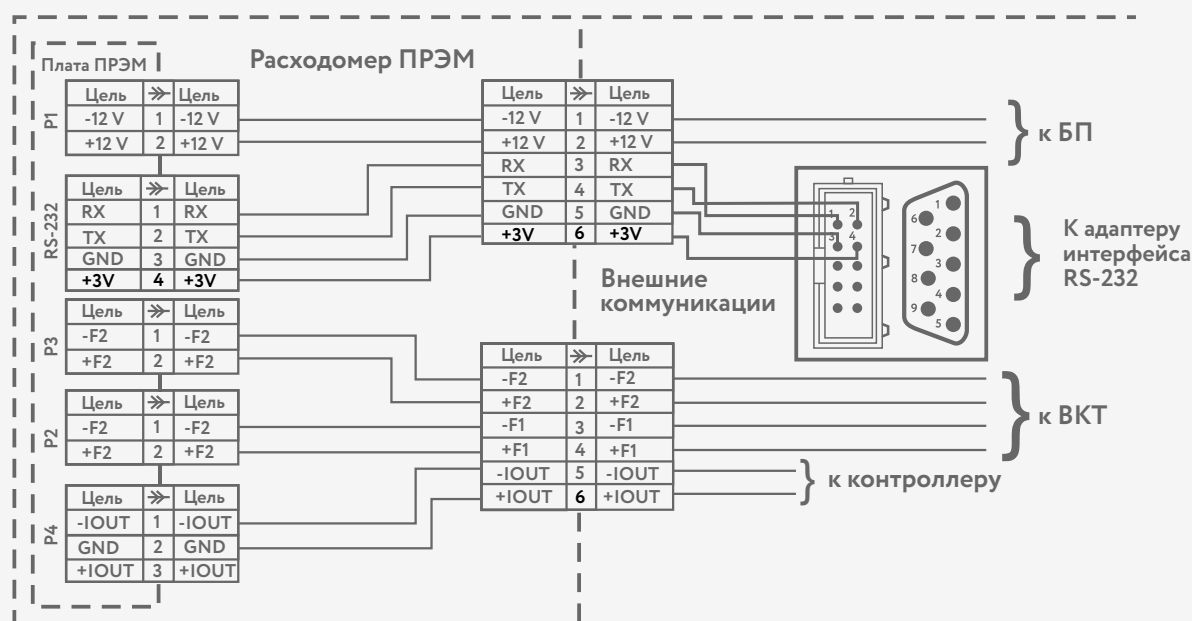 Плата ПРЭМ
Расходомер ПРЭМ
P1
Цель Цель
-12 V 1 -12 V
+12 V 2 +12 V
RS-232
Цель Цель
RX 1 RX
TX 2 TX
GND 3 GND
+3V 4 +3V
P3
Цель Цель
-F2 1 -F2
+F2 2 +F2
P2
Цель Цель
-F2 1 -F2
+F2 2 +F2
P4
Цель Цель
-IOUT 1 -IOUT
GND 2 GND
+IOUT 3 +IOUT
Цель Цель
-12 V 1 -12 V
+12 V 2 +12 V
RX 3 RX
TX 4 TX
GND 5 GND
+3V 6 +3V
Внешние
коммуникации
Цель Цель
-F2 1 -F2
+F2 2 +F2
-F1 3 -F1
+F1 4 +F1
-IOUT 5 -IOUT
+IOUT 6 +IOUT
к БП
1 2
3 4
1
6
2
7
3
8
4
9
5
К адаптеру
интерфейса
RS-232
к ВКТ
к контроллеру